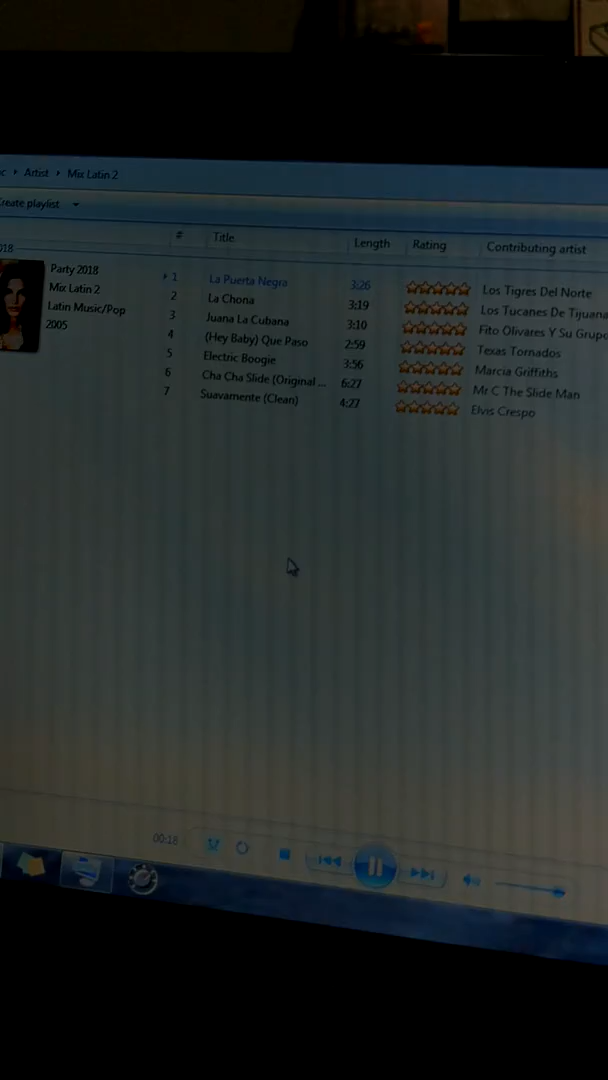 Artist Mix Latin 2
Create playlist
# Title Length Rating Contributing artist
Party 2018
Mix Latin 2
Latin Music/Pop
2005
1 La Puerta Negra 3:26 Los Tigres Del Norte
2 La Chona 3:19 Los Tucanes De Tijuana
3 Juana La Cubana 3:10 Fito Olivares Y Su Grupo
4 (Hey Baby) Que Paso 2:59 Texas Tornados
5 Electric Boogie 3:56 Marcia Griffiths
6 Cha Cha Slide (Original ... 6:27 Mr C The Slide Man
7 Suavamente (Clean) 4:27 Elvis Crespo
00:18